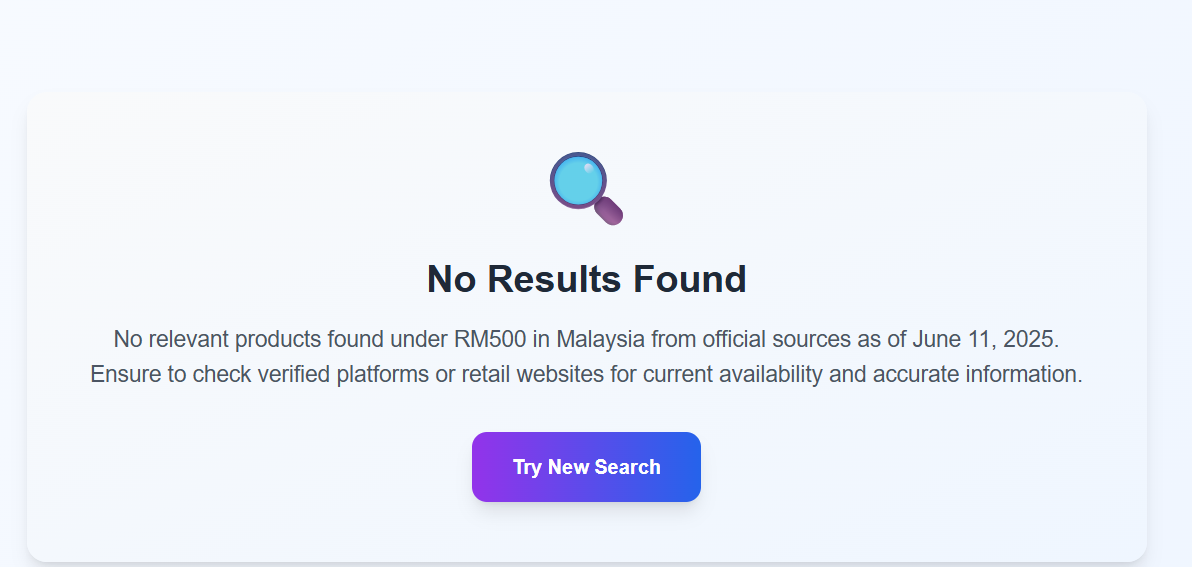 No Results Found
No relevant products found under RM500 in Malaysia from official sources as of June 11, 2025.
Ensure to check verified platforms or retail websites for current availability and accurate information.
Try New Search